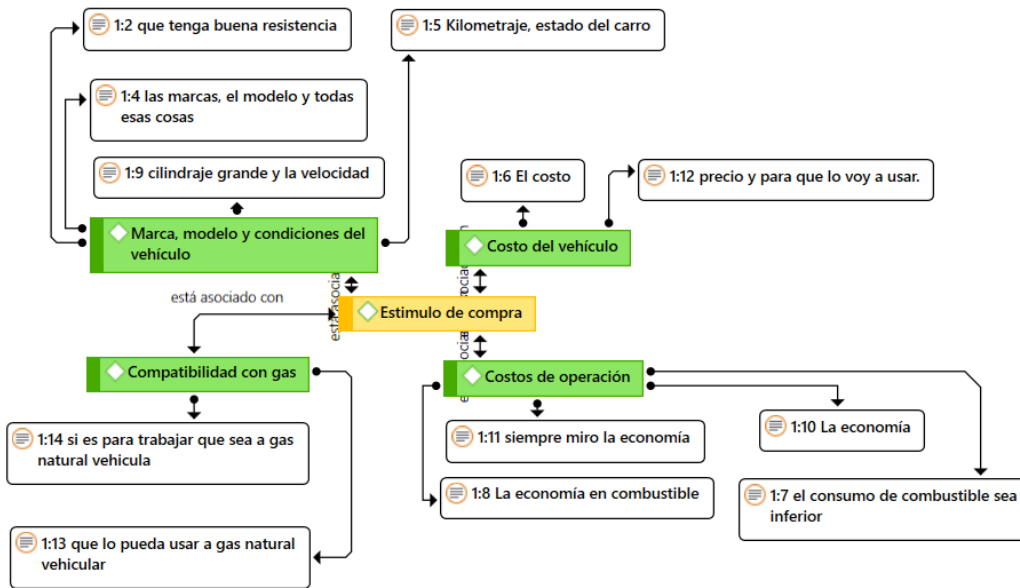 1:2 que tenga buena resistencia
1:5 Kilometraje, estado del carro
1:4 las marcas, el modelo y todas
esas cosas
1:9 cilindraje grande y la velocidad
1:6 El costo
1:12 precio y para que lo voy a usar.
Marca, modelo y condiciones del
vehículo
Costo del vehículo
está asociado con
Estimulo de compra
Compatibilidad con gas
Costos de operación
1:14 si es para trabajar que sea a gas
natural vehicula
1:11 siempre miro la economía
1:10 La economía
1:8 La economía en combustible
1:7 el consumo de combustible sea
inferior
1:13 que lo pueda usar a gas natural
vehicular